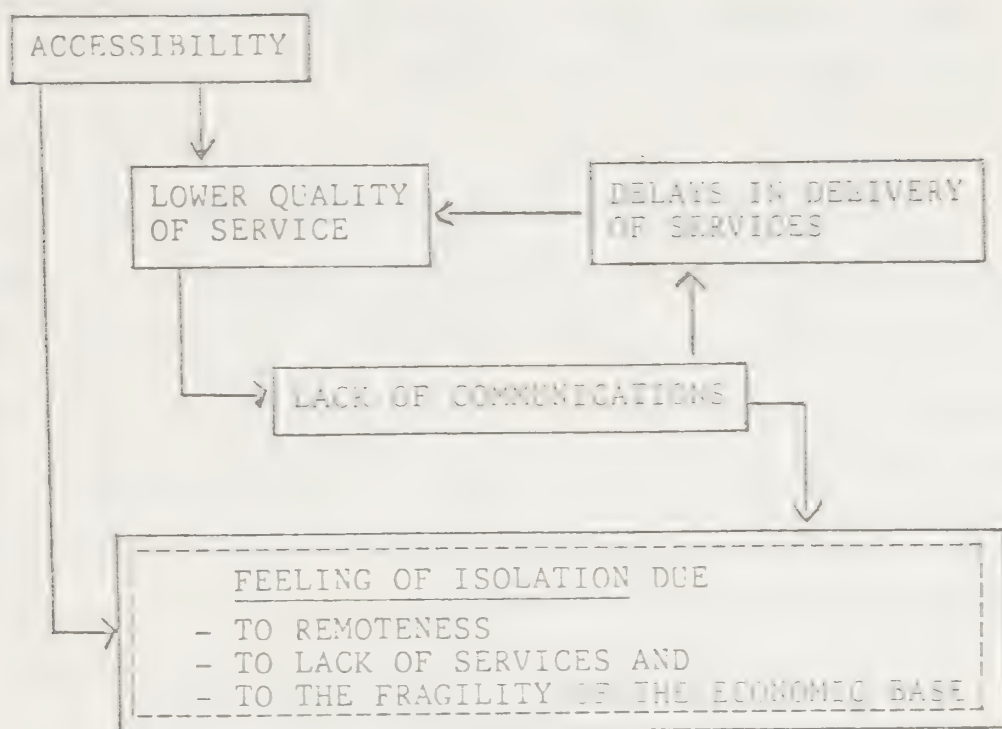 ACCESSIBILITY
LOWER QUALITY
OF SERVICE
DELAYS IN DELIVERY
OF SERVICES
LACK OF COMMUNICATIONS
FEELING OF ISOLATION DUE
- TO REMOTENESS
- TO LACK OF SERVICES AND
- TO THE FRAGILITY OF THE ECONOMIC BASE